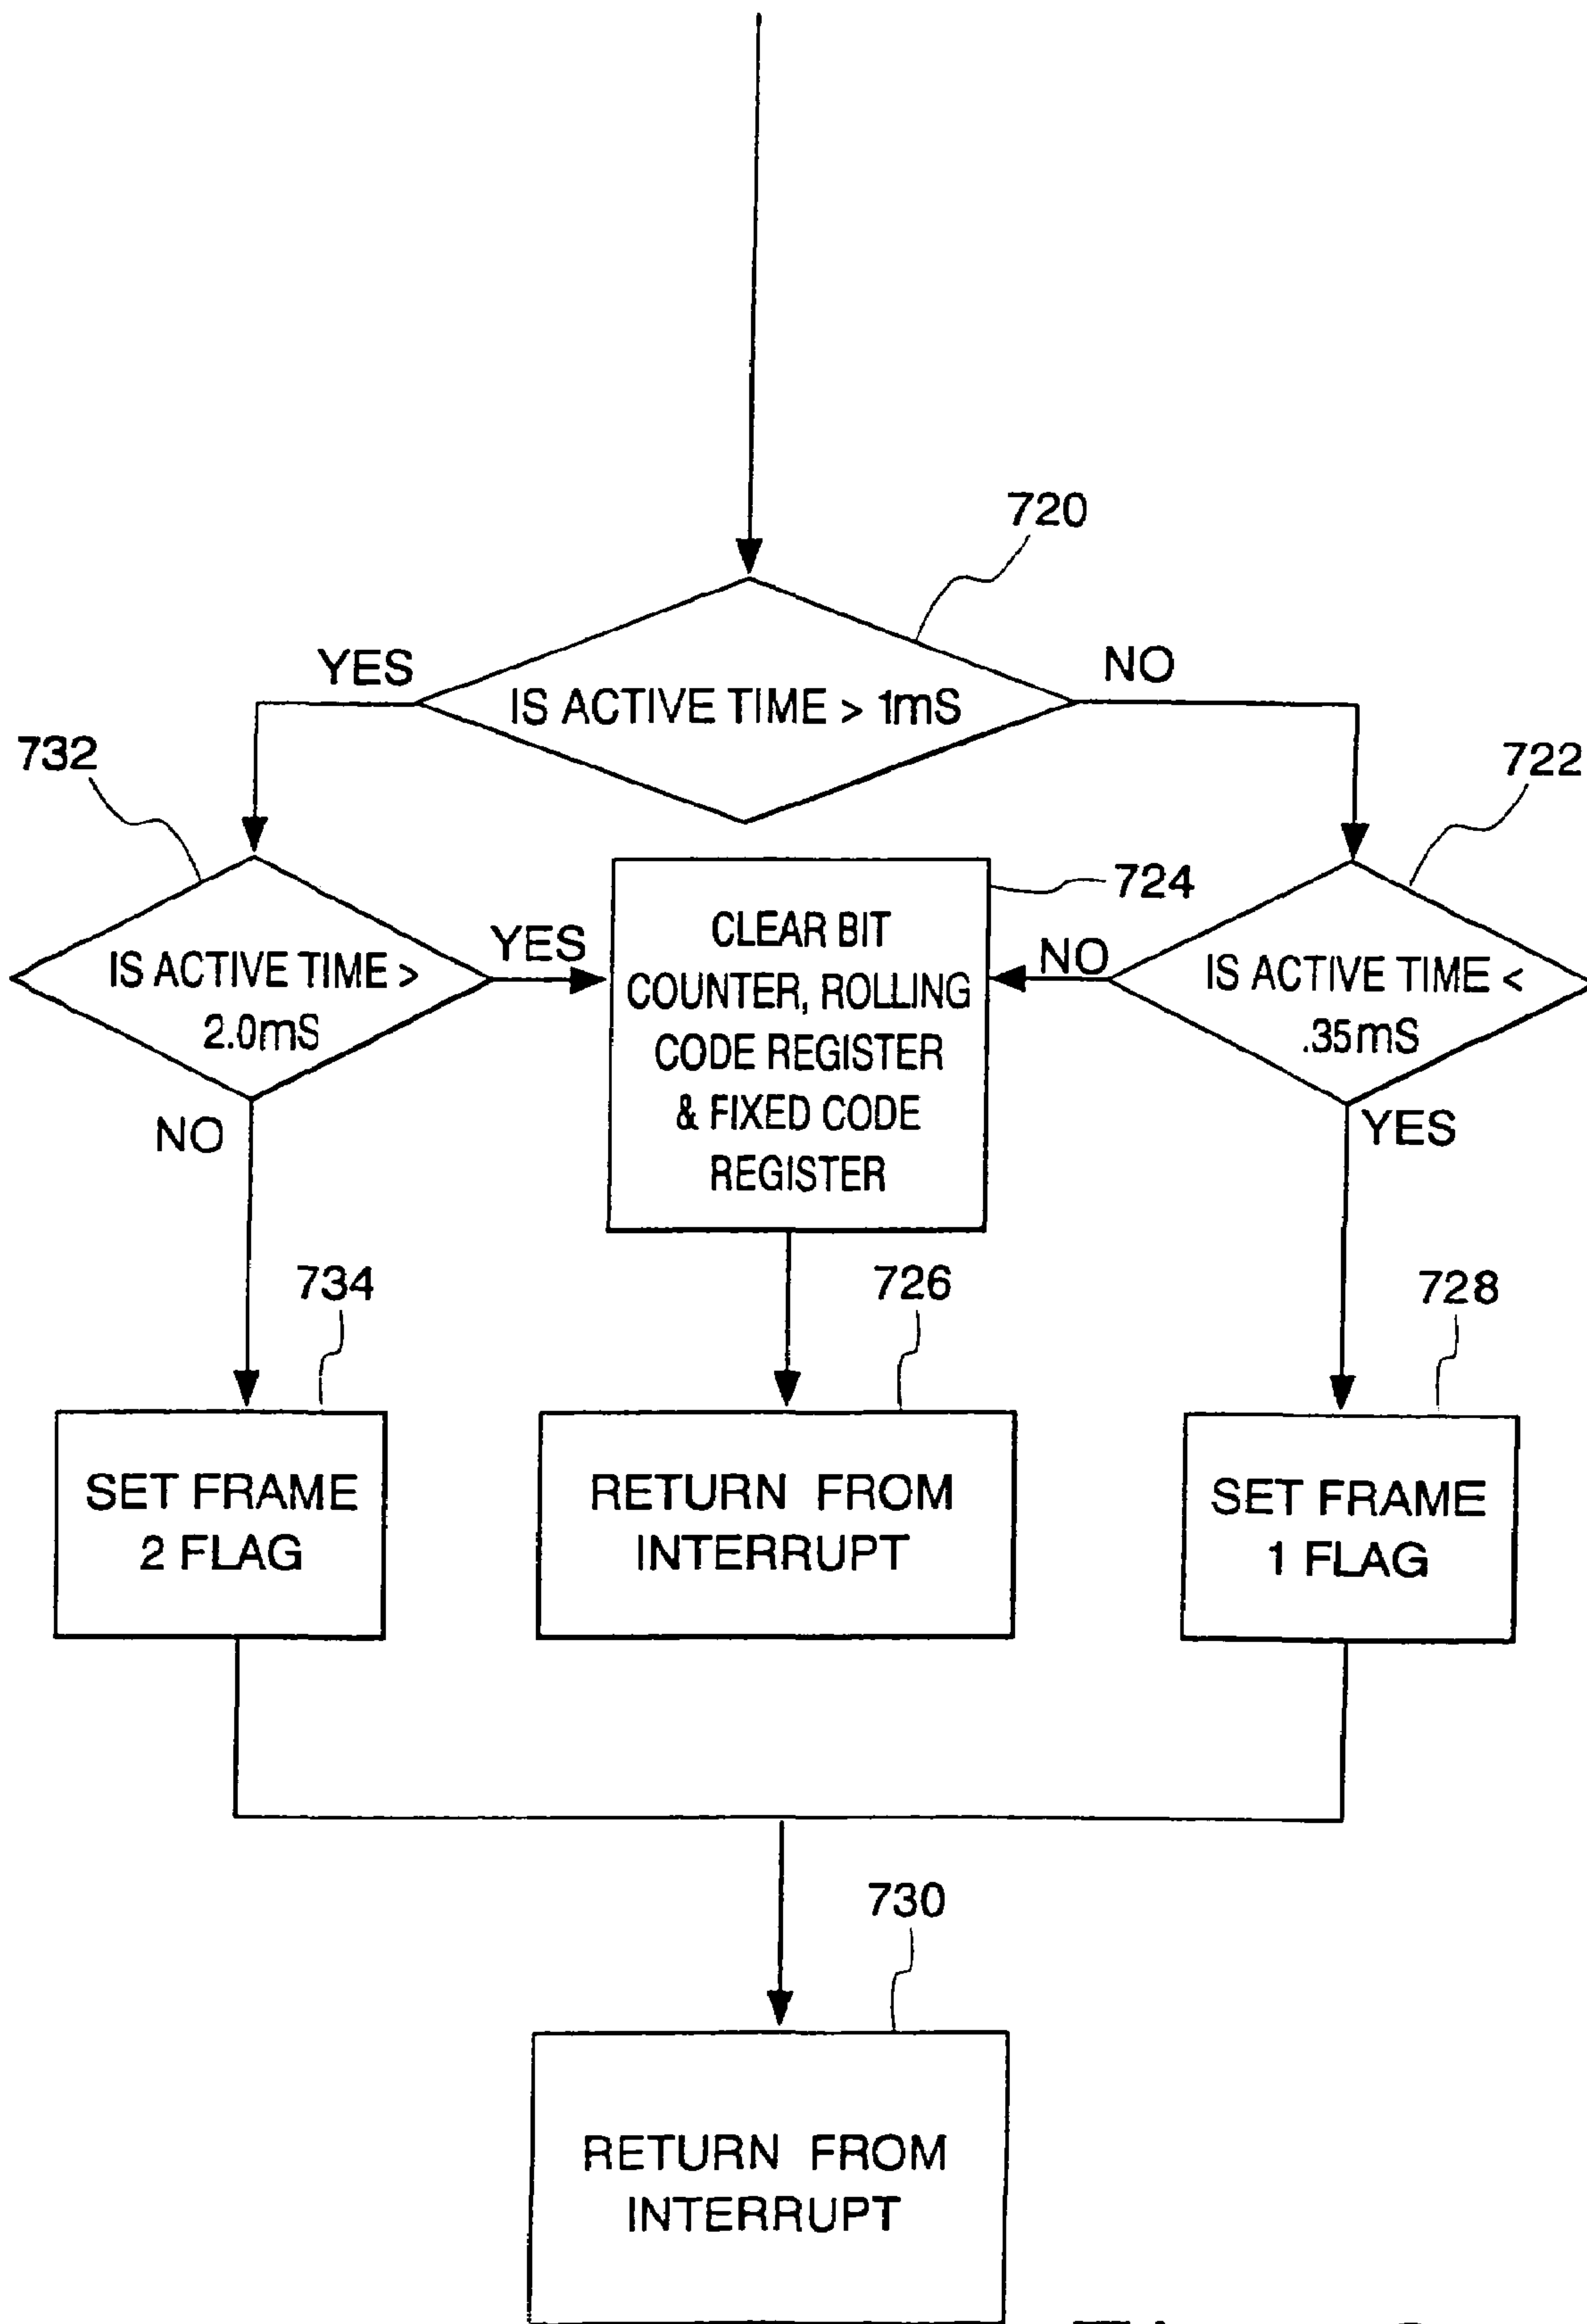 720
YES
NO
IS ACTIVE TIME > 1mS
732
722
724
CLEAR BIT
COUNTER, ROLLING
CODE REGISTER
& FIXED CODE
REGISTER
YES
NO
IS ACTIVE TIME >
2.0mS
IS ACTIVE TIME <
.35mS
NO
YES
734
726
728
SET FRAME
2 FLAG
RETURN FROM
INTERRUPT
SET FRAME
1 FLAG
730
RETURN FROM
INTERRUPT